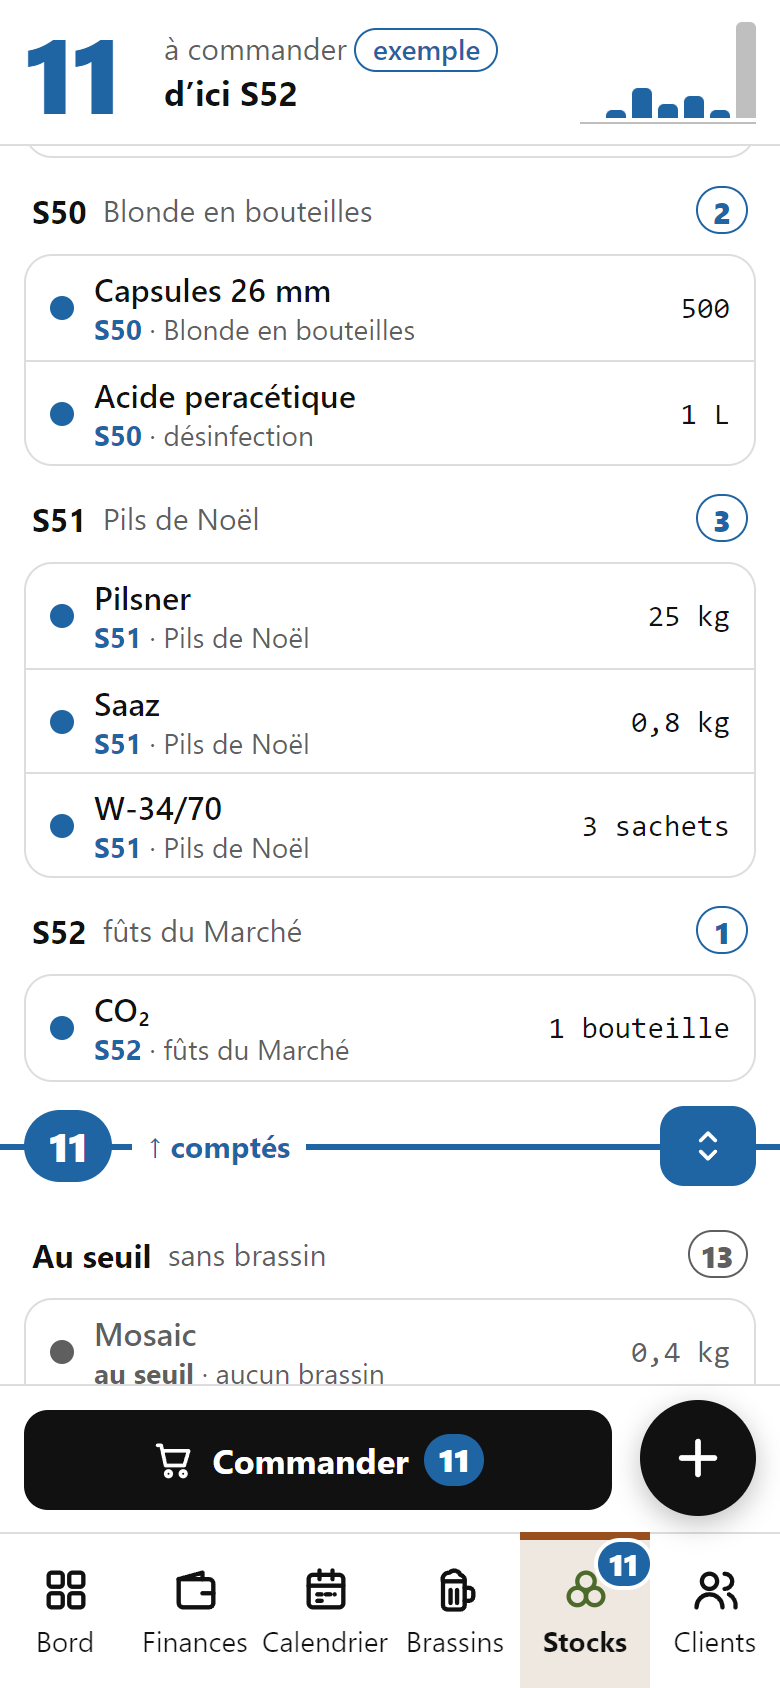 11
à commander exemple
d’ici S52
S50 Blonde en bouteilles 2
Capsules 26 mm
S50 · Blonde en bouteilles
500
Acide peracétique
S50 · désinfection
1 L
S51 Pils de Noël 3
Pilsner
S51 · Pils de Noël
25 kg
Saaz
S51 · Pils de Noël
0,8 kg
W-34/70
S51 · Pils de Noël
3 sachets
S52 fûts du Marché 1
CO₂
S52 · fûts du Marché
1 bouteille
11 ↑ comptés
Au seuil sans brassin 13
Mosaic
au seuil · aucun brassin
0,4 kg
Commander 11
+
11
Bord Finances Calendrier Brassins Stocks Clients